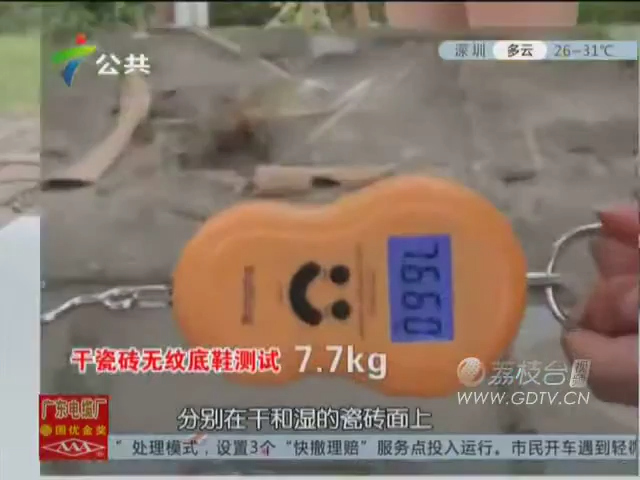 公共
深圳 多云 26-31℃
干瓷砖无纹底鞋测试 7.7kg
荔枝台
WWW.GDTV.CN
广东电缆厂
国优金奖
分别在干和湿的瓷砖面上
”处理模式，设置3个“快撤理赔”服务点投入运行。市民开车遇到轻微